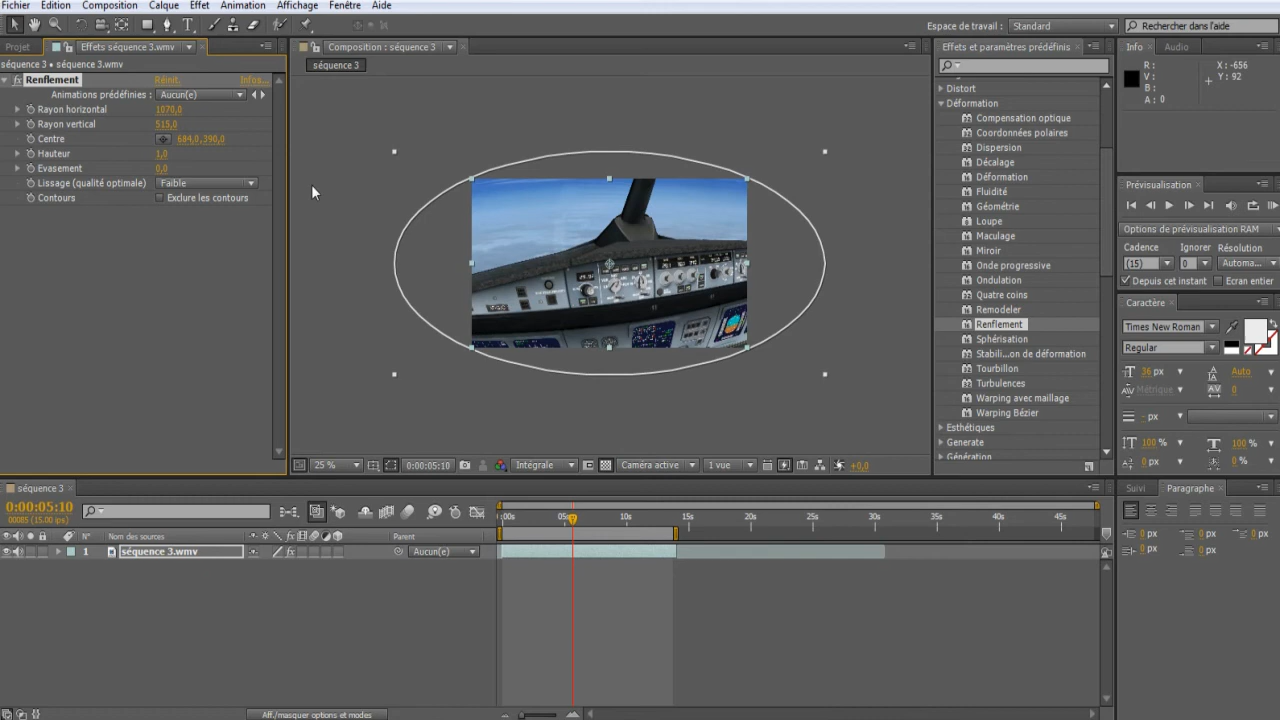 Fichier Edition Composition Calque Effet Animation Affichage Fenêtre Aide
Espace de travail : Standard Rechercher dans l'aide
Projet Effets séquence 3.wmv Composition : séquence 3 Effets et paramètres prédéfinis Info Audio
séquence 3 • séquence 3.wmv
séquence 3
R :
V :
B :
A : 0
X : -656
Y : 92
Renflement Réinit. Infos...
Animations prédéfinies : Aucun(e)
Rayon horizontal 1070,0
Rayon vertical 515,0
Centre 684,0,390,0
Hauteur 1,0
Evasement 0,0
Lissage (qualité optimale) Faible
Contours Exclure les contours
Distort
Déformation
Compensation optique
Coordonnées polaires
Dispersion
Décalage
Déformation
Fluidité
Géométrie
Loupe
Maculage
Miroir
Onde progressive
Ondulation
Quatre coins
Remodeler
Renflement
Sphérisation
Stabili...on de déformation
Tourbillon
Turbulences
Warping avec maillage
Warping Bézier
Esthétiques
Generate
Génération
Prévisualisation
Options de prévisualisation RAM
Cadence Ignorer Résolution
(15) 0 Automa...
Depuis cet instant Ecran entier
Caractère
Times New Roman
Regular
36 px Auto
Métrique 0
- px
100 % 100 %
0 px 0 %
25 % 0:00:05:10 Intégrale Caméra active 1 vue +0,0
séquence 3
0:00:05:10
00085 (15.00 ips)
:00s 05s 10s 15s 20s 25s 30s 35s 40s 45s
N° Nom des sources Parent
1 séquence 3.wmv Aucun(e)
Suivi Paragraphe
0 px 0 px 0 px
0 px 0 px
Aff./masquer options et modes